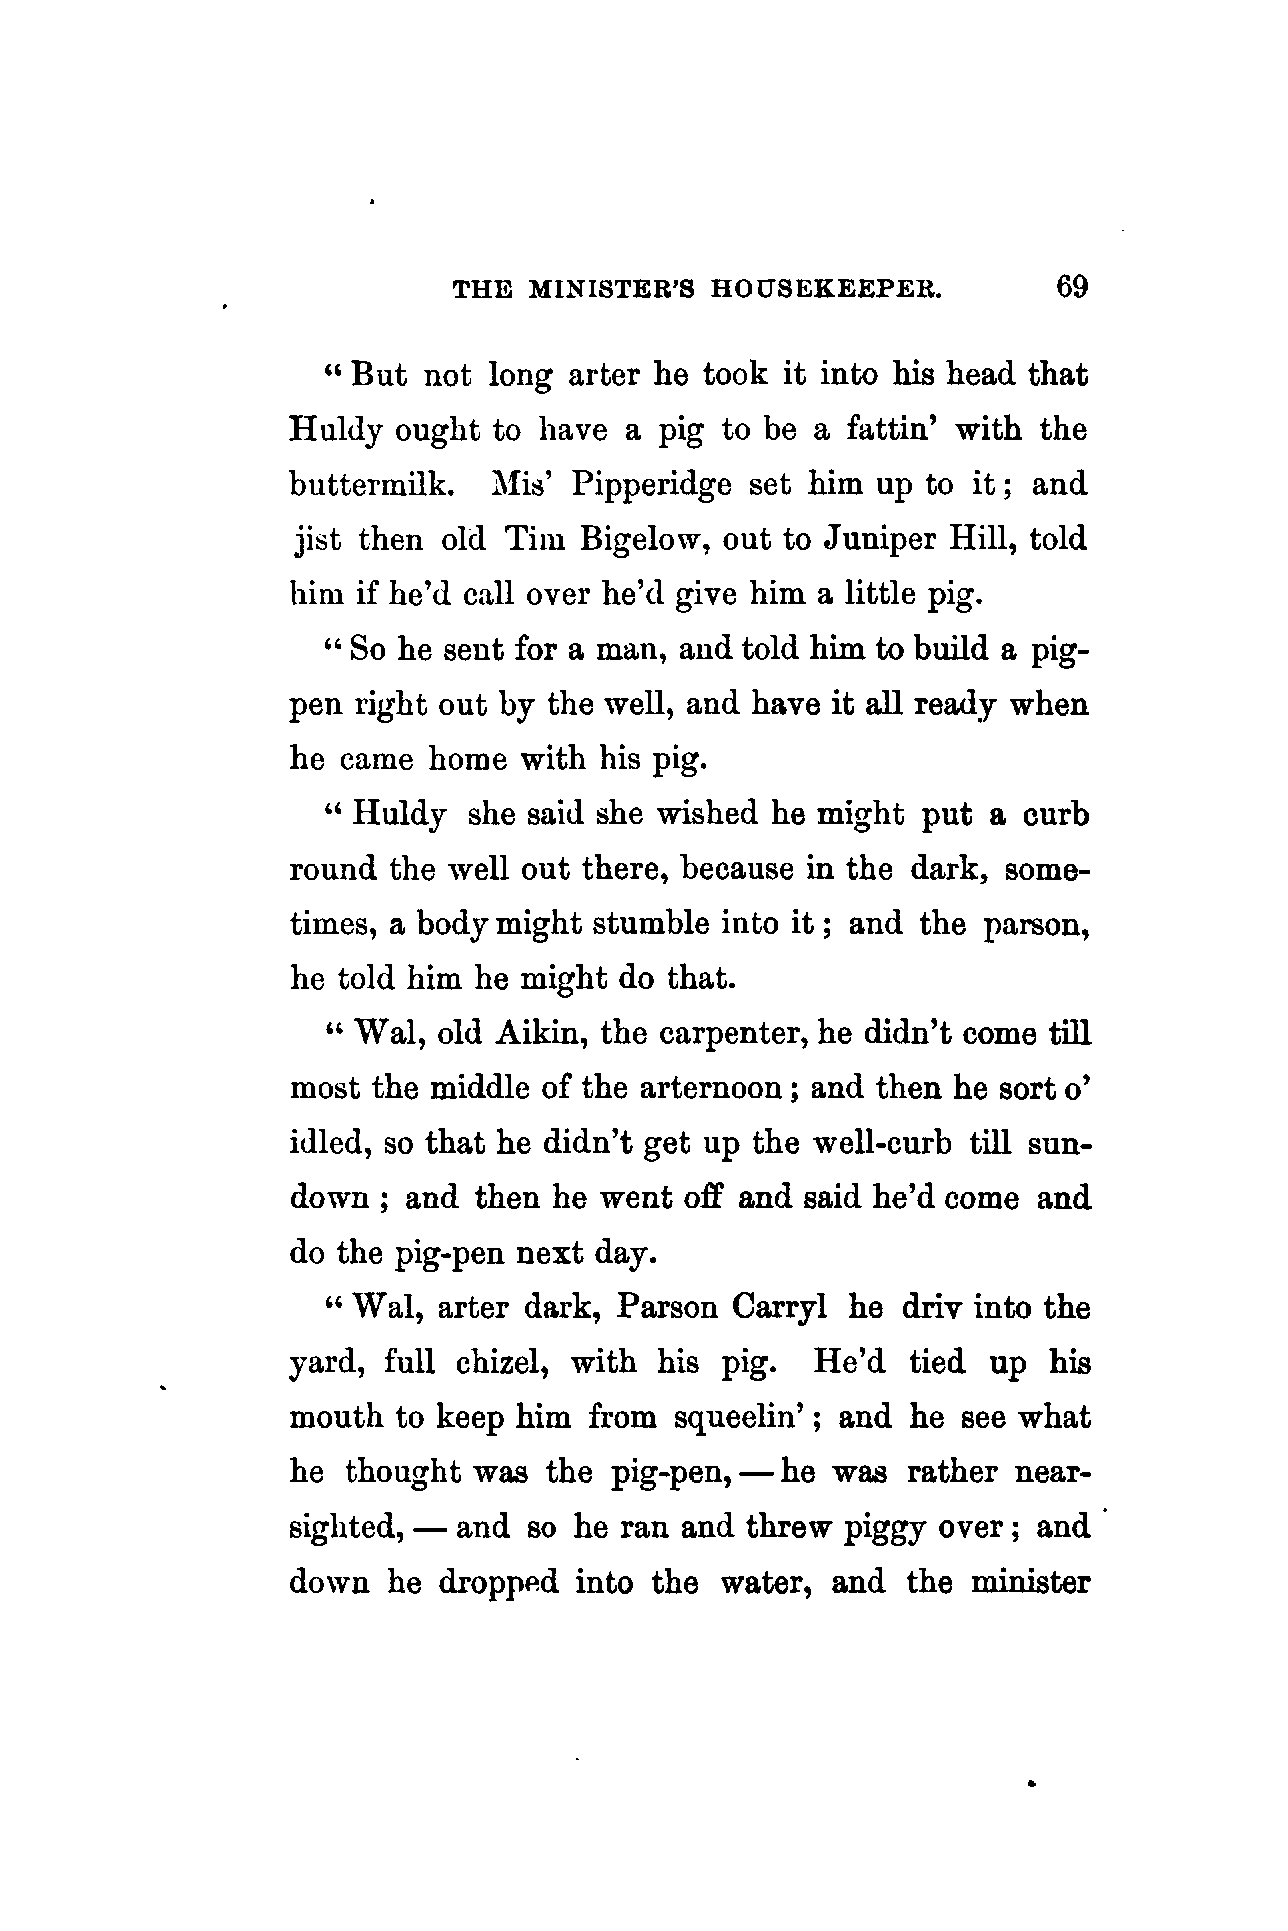 THE MINISTER'S HOUSEKEEPER. 69
“But not long arter he took it into his head that
Huldy ought to have a pig to be a fattin’ with the
buttermilk. Mis’ Pipperidge set him up to it; and
jist then old Tim Bigelow, out to Juniper Hill, told
him if he’d call over he’d give him a little pig.
“So he sent for a man, and told him to build a pig-
pen right out by the well, and have it all ready when
he came home with his pig.
“Huldy she said she wished he might put a curb
round the well out there, because in the dark, some-
times, a body might stumble into it; and the parson,
he told him he might do that.
“Wal, old Aikin, the carpenter, he didn’t come till
most the middle of the arternoon; and then he sort o’
idled, so that he didn’t get up the well-curb till sun-
down; and then he went off and said he’d come and
do the pig-pen next day.
“Wal, arter dark, Parson Carryl he driv into the
yard, full chizel, with his pig. He’d tied up his
mouth to keep him from squeelin’; and he see what
he thought was the pig-pen,—he was rather near-
sighted,—and so he ran and threw piggy over; and
down he dropped into the water, and the minister